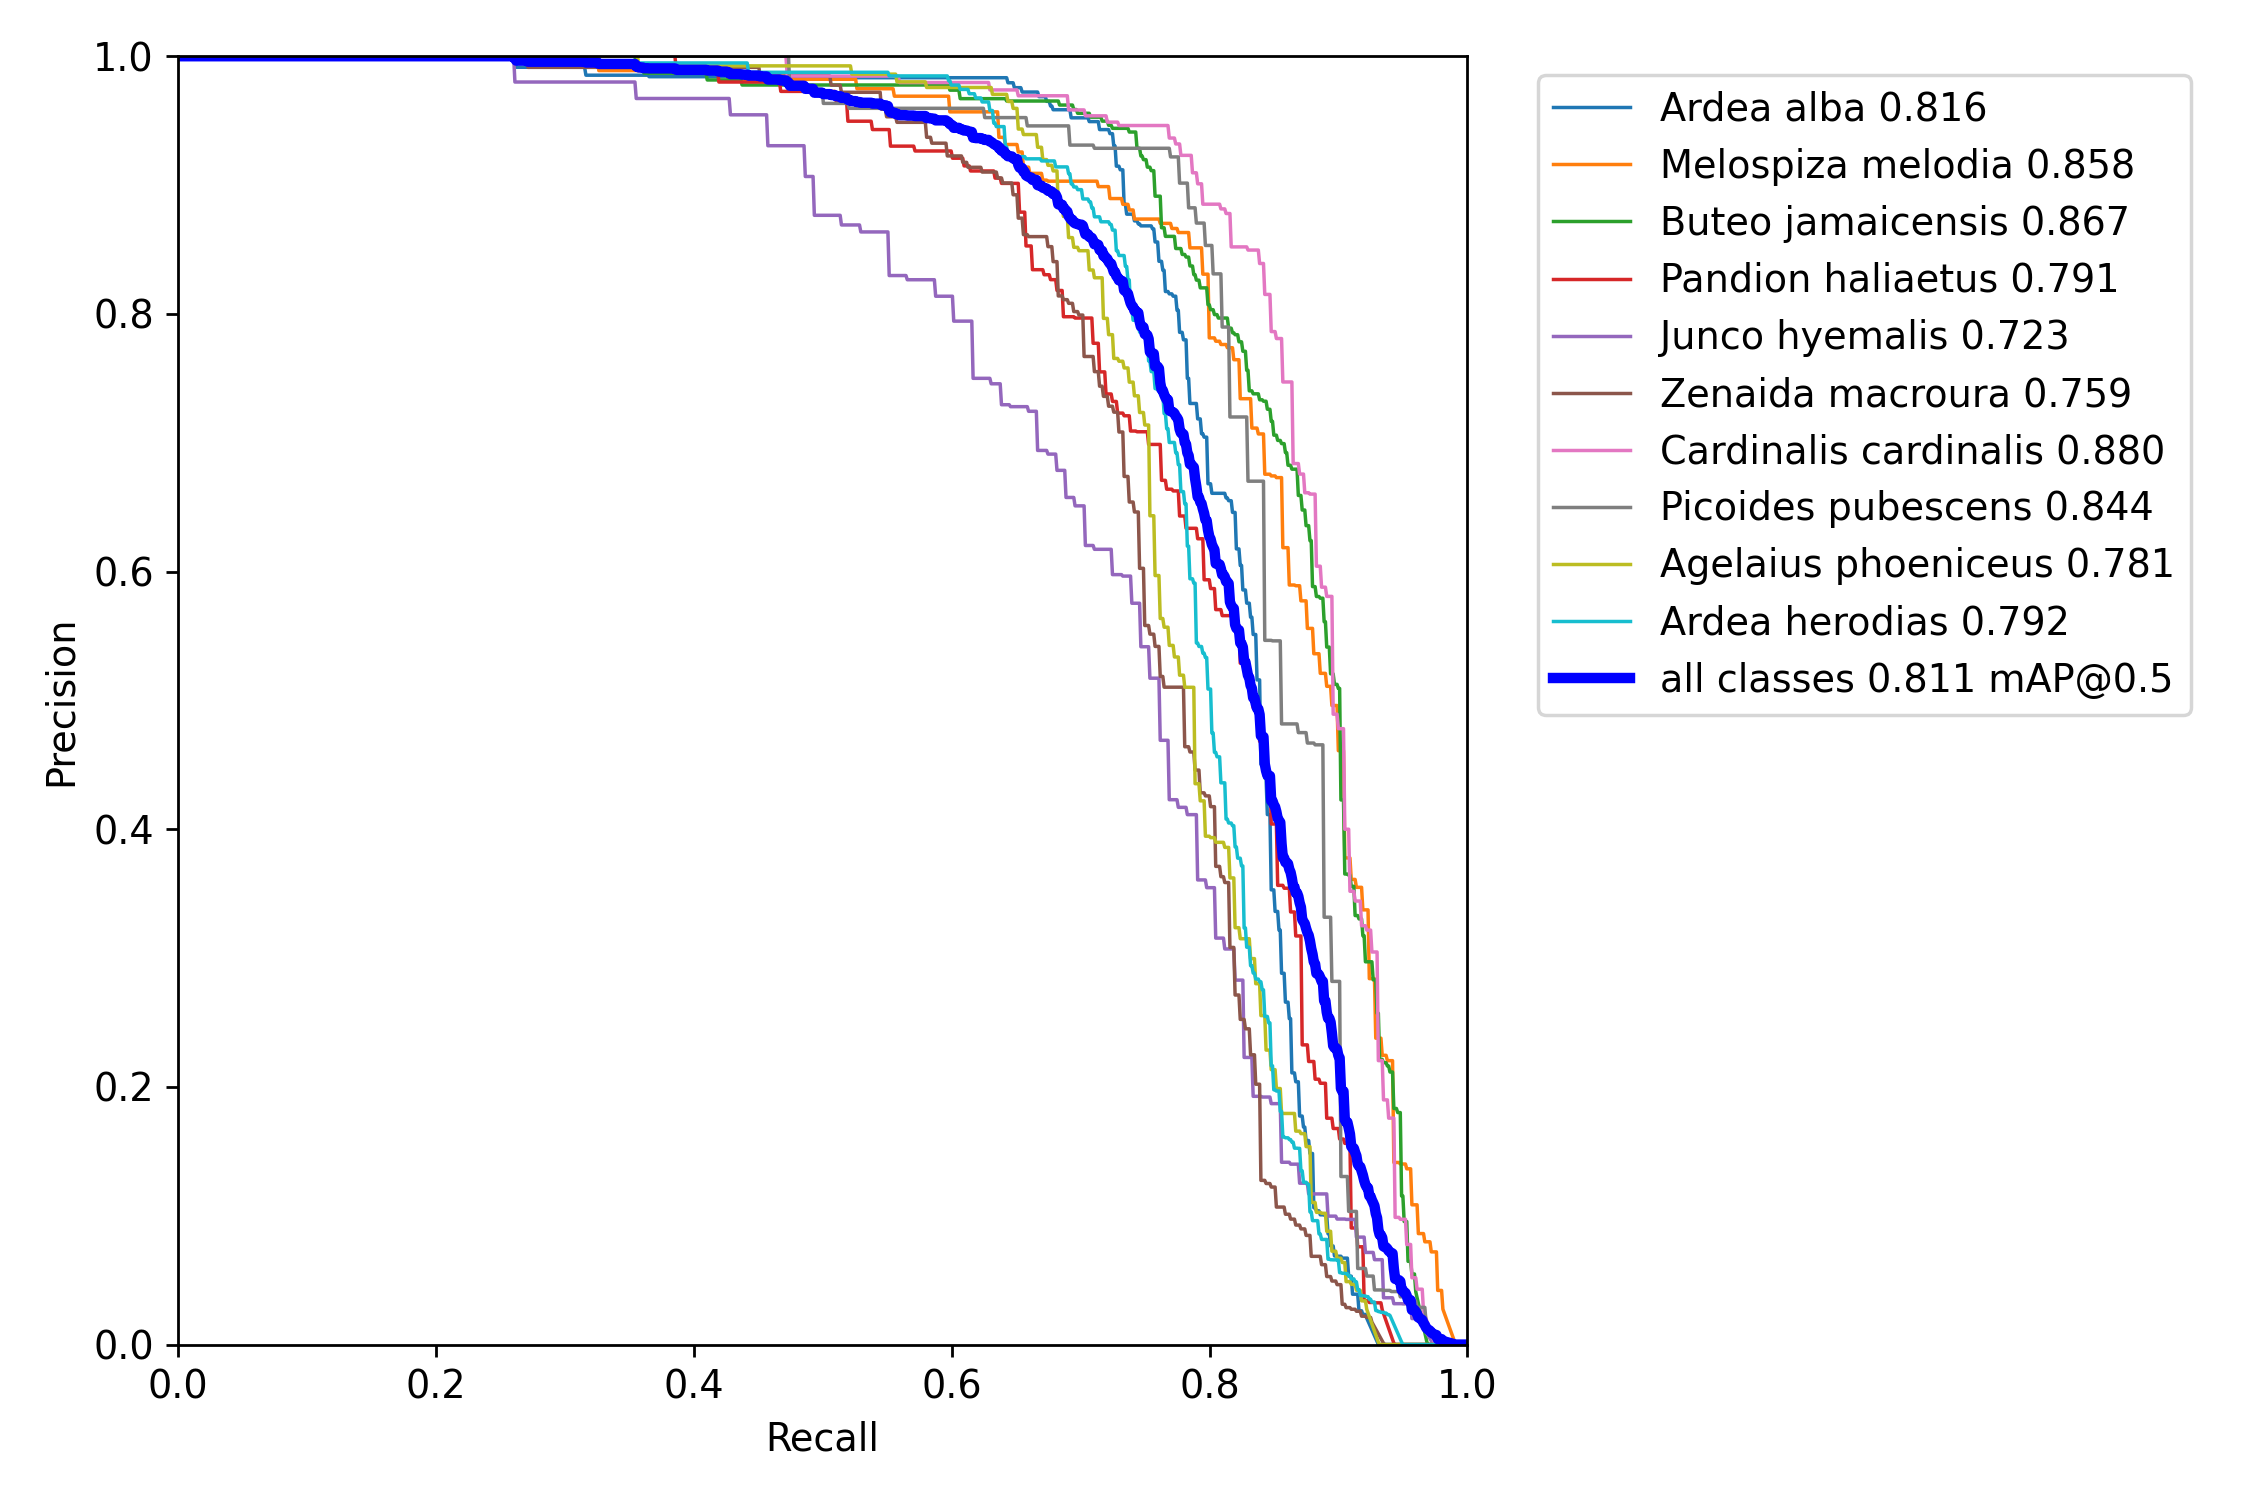 1.0
0.8
0.6
0.4
0.2
0.0
Precision
0.0 0.2 0.4 0.6 0.8 1.0
Recall
Ardea alba 0.816
Melospiza melodia 0.858
Buteo jamaicensis 0.867
Pandion haliaetus 0.791
Junco hyemalis 0.723
Zenaida macroura 0.759
Cardinalis cardinalis 0.880
Picoides pubescens 0.844
Agelaius phoeniceus 0.781
Ardea herodias 0.792
all classes 0.811 mAP@0.5